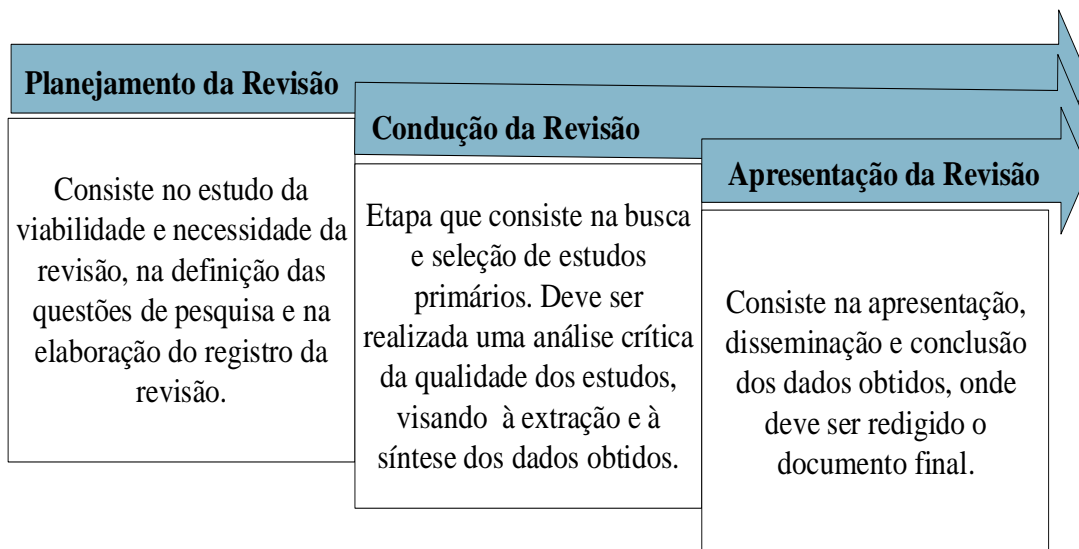 Planejamento da Revisão
Consiste no estudo da
viabilidade e necessidade da
revisão, na definição das
questões de pesquisa e na
elaboração do registro da
revisão.
Condução da Revisão
Etapa que consiste na busca
e seleção de estudos
primários. Deve ser
realizada uma análise crítica
da qualidade dos estudos,
visando à extração e à
síntese dos dados obtidos.
Apresentação da Revisão
Consiste na apresentação,
disseminação e conclusão
dos dados obtidos, onde
deve ser redigido o
documento final.